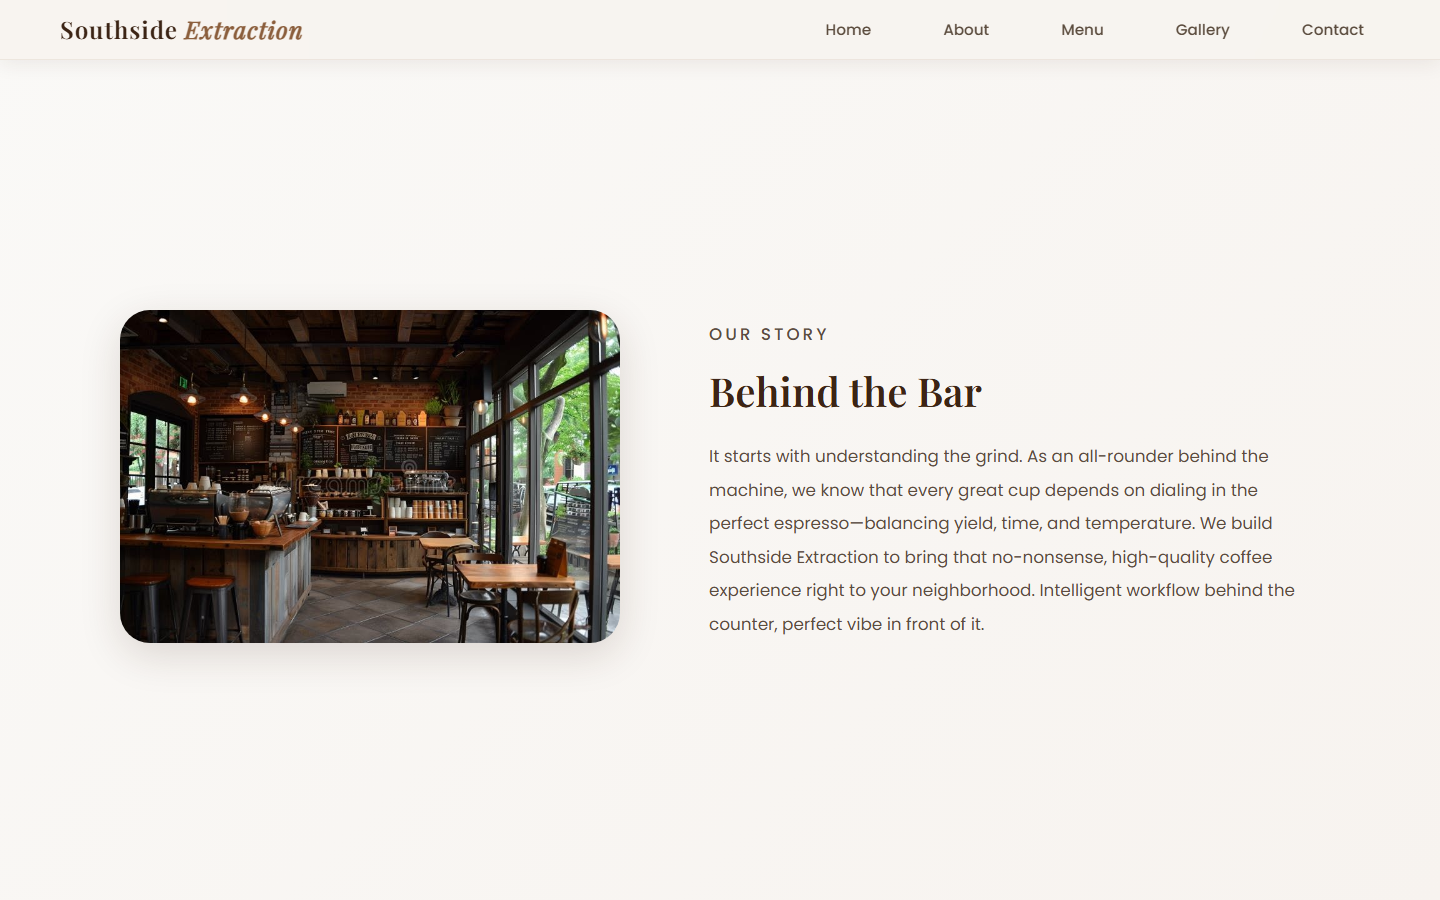 Southside Extraction
Home About Menu Gallery Contact
OUR STORY
Behind the Bar
It starts with understanding the grind. As an all-rounder behind the
machine, we know that every great cup depends on dialing in the
perfect espresso—balancing yield, time, and temperature. We build
Southside Extraction to bring that no-nonsense, high-quality coffee
experience right to your neighborhood. Intelligent workflow behind the
counter, perfect vibe in front of it.